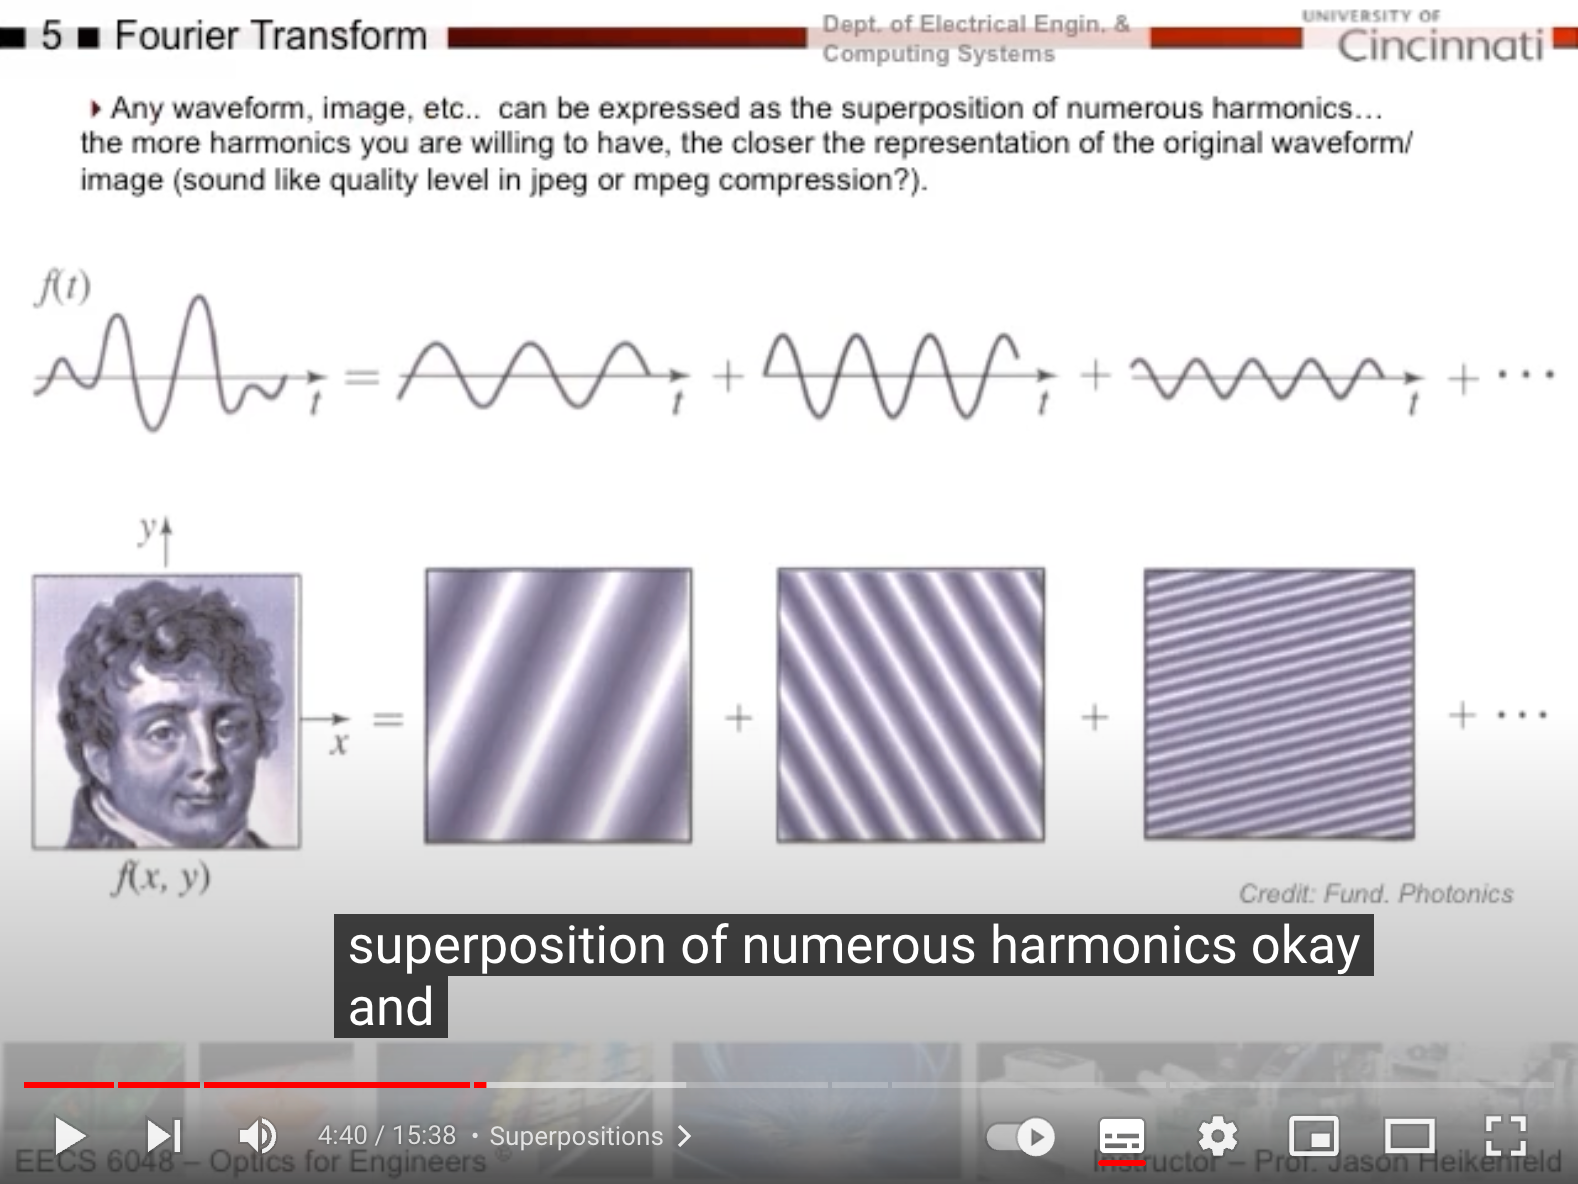 5 ■ Fourier Transform
Dept. of Electrical Engin. &
Computing Systems
UNIVERSITY OF
Cincinnati
Any waveform, image, etc.. can be expressed as the superposition of numerous harmonics...
the more harmonics you are willing to have, the closer the representation of the original waveform/
image (sound like quality level in jpeg or mpeg compression?).
f(t)
t = t + t + t + ···
y
x = + + + ···
f(x, y)
Credit: Fund. Photonics
superposition of numerous harmonics okay
and
4:40 / 15:38 • Superpositions
EECS 6048 – Optics for Engineers ©
Instructor – Prof. Jason Heikenfeld